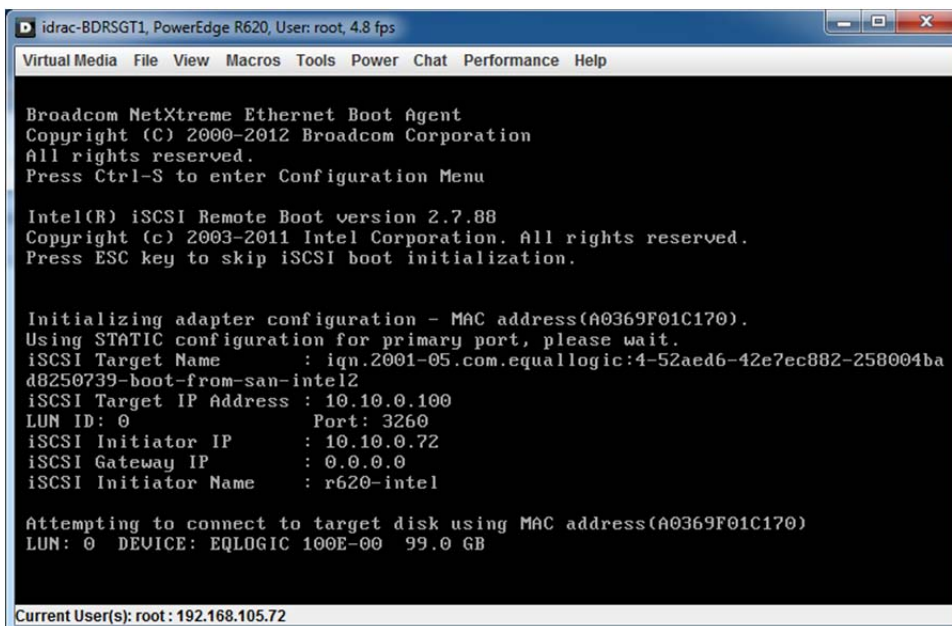 idrac-BDRSGT1, PowerEdge R620, User: root, 4.8 fps
Virtual Media File View Macros Tools Power Chat Performance Help
Broadcom NetXtreme Ethernet Boot Agent
Copyright (C) 2000-2012 Broadcom Corporation
All rights reserved.
Press Ctrl-S to enter Configuration Menu
Intel(R) iSCSI Remote Boot version 2.7.88
Copyright (c) 2003-2011 Intel Corporation. All rights reserved.
Press ESC key to skip iSCSI boot initialization.
Initializing adapter configuration - MAC address(A0369F01C170).
Using STATIC configuration for primary port, please wait.
iSCSI Target Name : iqn.2001-05.com.equallogic:4-52aed6-42e7ec882-258004ba
d8250739-boot-from-san-intel2
iSCSI Target IP Address : 10.10.0.100
LUN ID: 0 Port: 3260
iSCSI Initiator IP : 10.10.0.72
iSCSI Gateway IP : 0.0.0.0
iSCSI Initiator Name : r620-intel
Attempting to connect to target disk using MAC address(A0369F01C170)
LUN: 0 DEVICE: EQLOGIC 100E-00 99.0 GB
Current User(s): root : 192.168.105.72